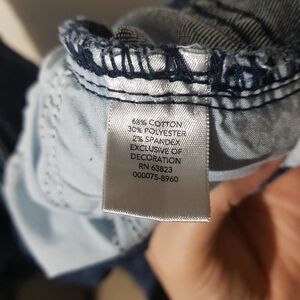 68% COTTON
30% POLYESTER
2% SPANDEX
EXCLUSIVE OF
DECORATION
RN 63823
000075-8960